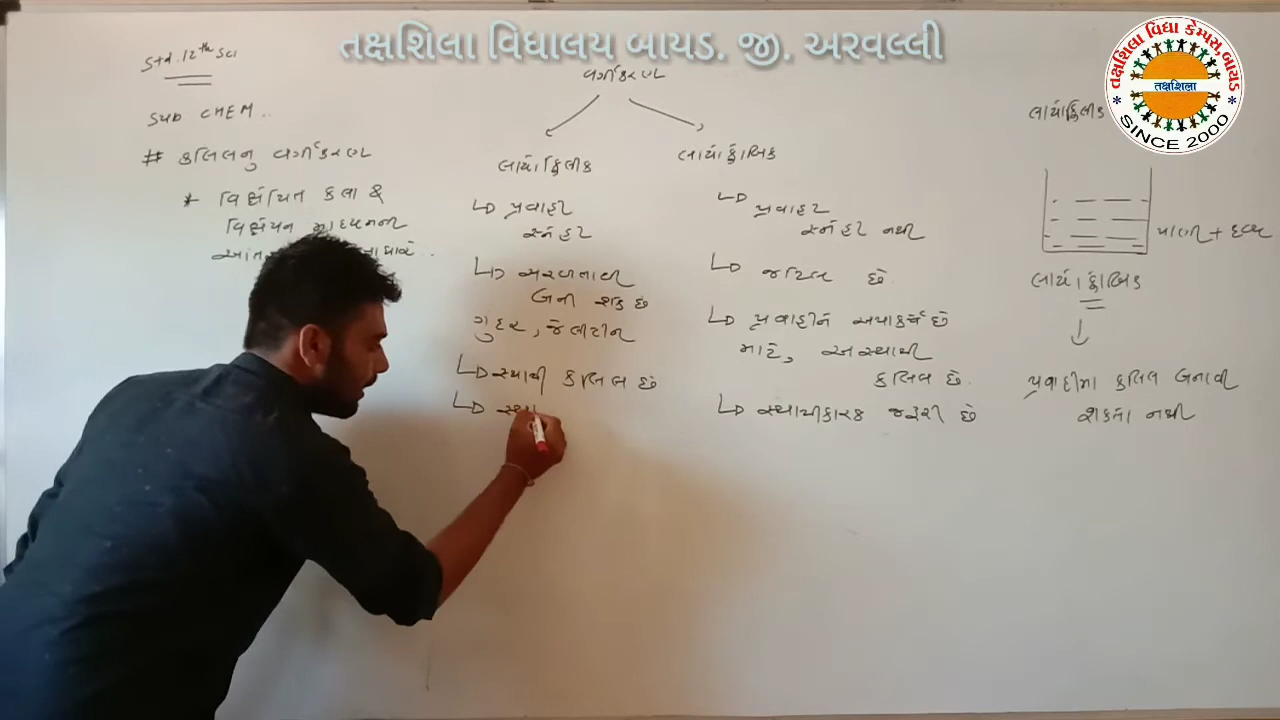 તક્ષશિલા વિધાલય બાયડ. જી. અરવલ્લી
તક્ષશિલા વિધા કેમ્પસ, બાયડ
તક્ષશિલા
* SINCE 2000 *
Std. 12th Sci
Sub CHEM..
# કલિલનુ વર્ગીકરણ
* વિક્ષેપિત કલા &
વિક્ષેપન માધ્યમની
વર્ગીકરણ
લાયોફિલીક
↳ પ્રવાહી
સ્નેહી
↳ સરળતાથી
બની શકે છે
ગુદર, જેલીટીન
↳ સ્થાયી કલિલ છે
↳ સ્થા
લાયોફોબિક
↳ પ્રવાહી
સ્નેહી નથી
↳ જટિલ છે
↳ પ્રવાહીને અપાકર્ષે છે
માટે, અસ્થાયી
કલિલ છે.
↳ સ્થાયીકારક જરૂરી છે
લાયોફિલીક
પાણી + દ્રવ્ય
લાયોફોબિક
પ્રવાહીમા કલિલ બનાવી
શકતા નથી